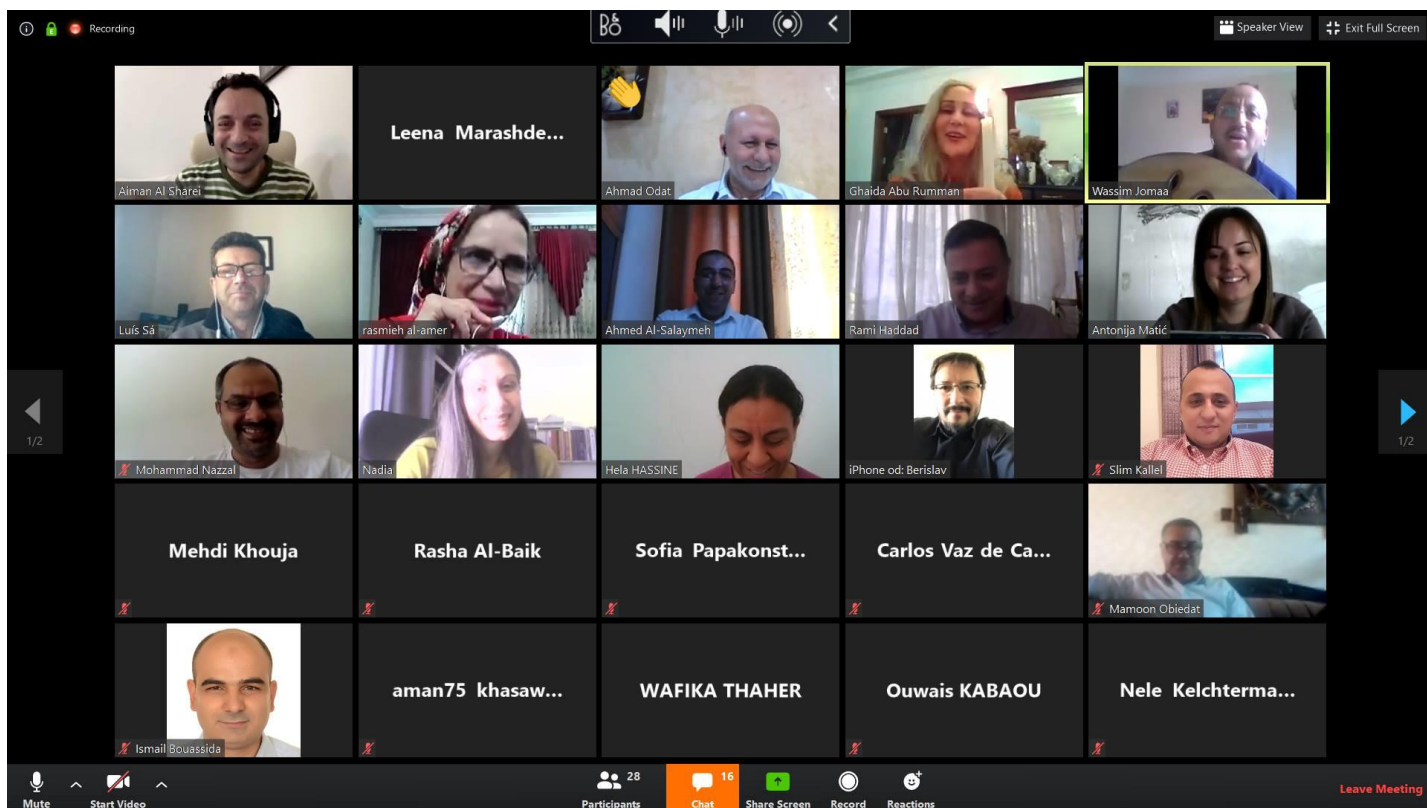 Recording
B&O
Speaker View
Exit Full Screen
Aiman Al Sharei
Leena Marashde...
Ahmad Odat
Ghaida Abu Rumman
Wassim Jomaa
Luís Sá
rasmieh al-amer
Ahmed Al-Salaymeh
Rami Haddad
Antonija Matić
1/2
Mohammad Nazzal
Nadia
Hela HASSINE
iPhone od: Berislav
Slim Kallel
1/2
Mehdi Khouja
Rasha Al-Baik
Sofia Papakonst...
Carlos Vaz de Ca...
Mamoon Obiedat
Ismail Bouassida
aman75 khasaw...
WAFIKA THAHER
Ouwais KABAOU
Nele Kelchterma...
Mute
Start Video
28
Participants
16
Chat
Share Screen
Record
Reactions
Leave Meeting